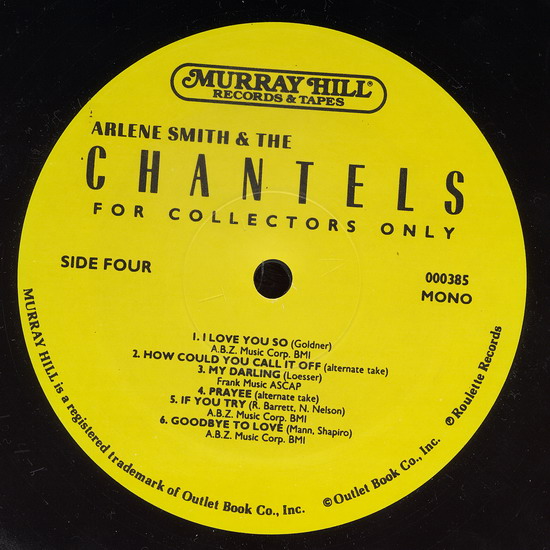 MURRAY HILL®
RECORDS & TAPES
ARLENE SMITH & THE
CHANTELS
FOR COLLECTORS ONLY
SIDE FOUR
000385
MONO
1. I LOVE YOU SO (Goldner)
A.B.Z. Music Corp. BMI
2. HOW COULD YOU CALL IT OFF (alternate take)
3. MY DARLING (Loesser)
Frank Music ASCAP
4. PRAYEE (alternate take)
5. IF YOU TRY (R. Barrett, N. Nelson)
A.B.Z. Music Corp. BMI
6. GOODBYE TO LOVE (Mann, Shapiro)
A.B.Z. Music Corp. BMI
MURRAY HILL is a registered trademark of Outlet Book Co., Inc.
© Outlet Book Co., Inc.
℗ Roulette Records